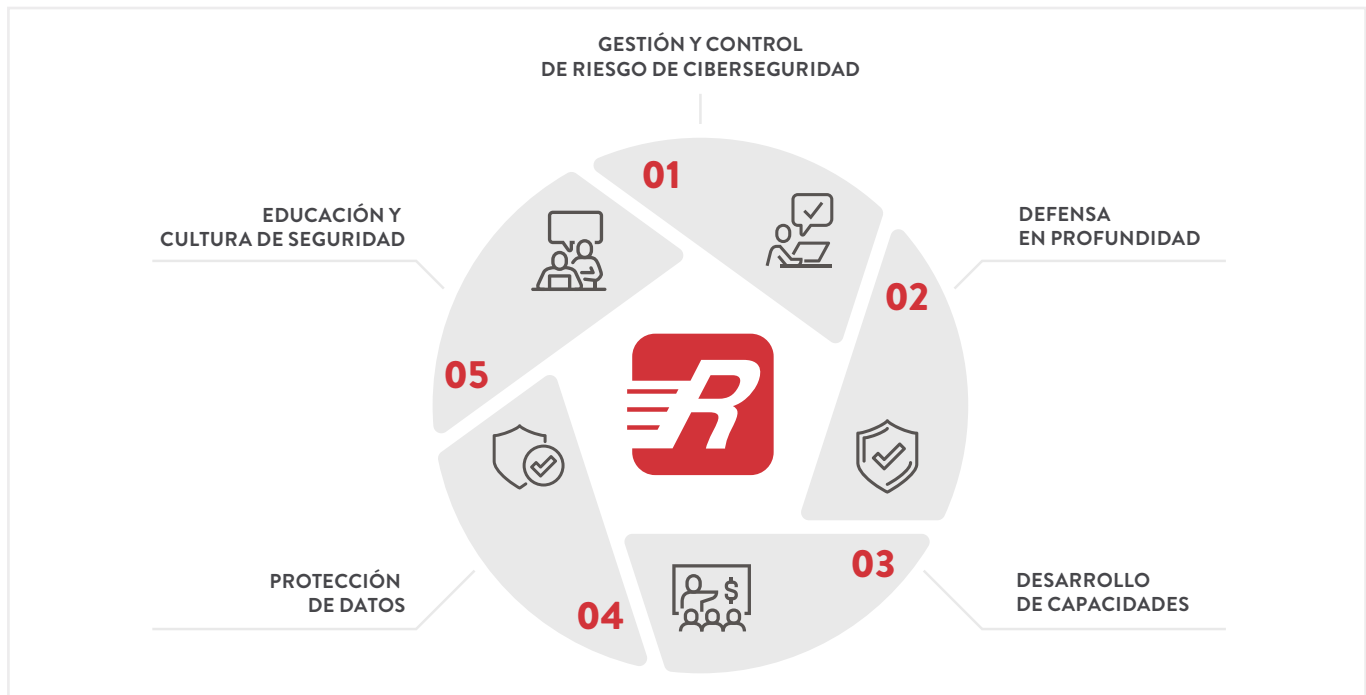 GESTIÓN Y CONTROL
DE RIESGO DE CIBERSEGURIDAD
01
DEFENSA
EN PROFUNDIDAD
02
DESARROLLO
DE CAPACIDADES
03
$
PROTECCIÓN
DE DATOS
04
EDUCACIÓN Y
CULTURA DE SEGURIDAD
05
R